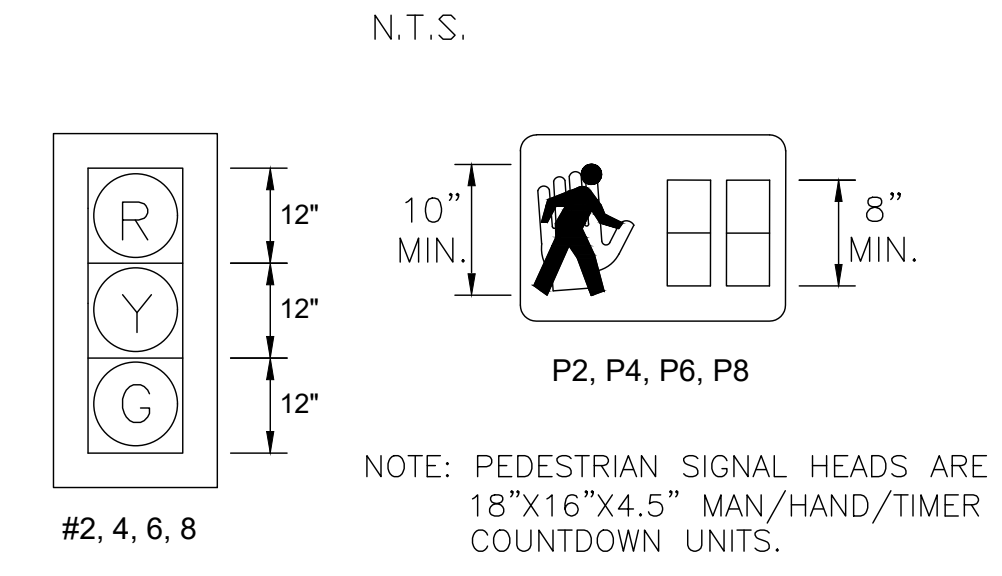 N.T.S.
R
12"
Y
12"
G
12"
#2, 4, 6, 8
10”
MIN.
8”
MIN.
P2, P4, P6, P8
NOTE: PEDESTRIAN SIGNAL HEADS ARE
18”X16”X4.5” MAN/HAND/TIMER
COUNTDOWN UNITS.